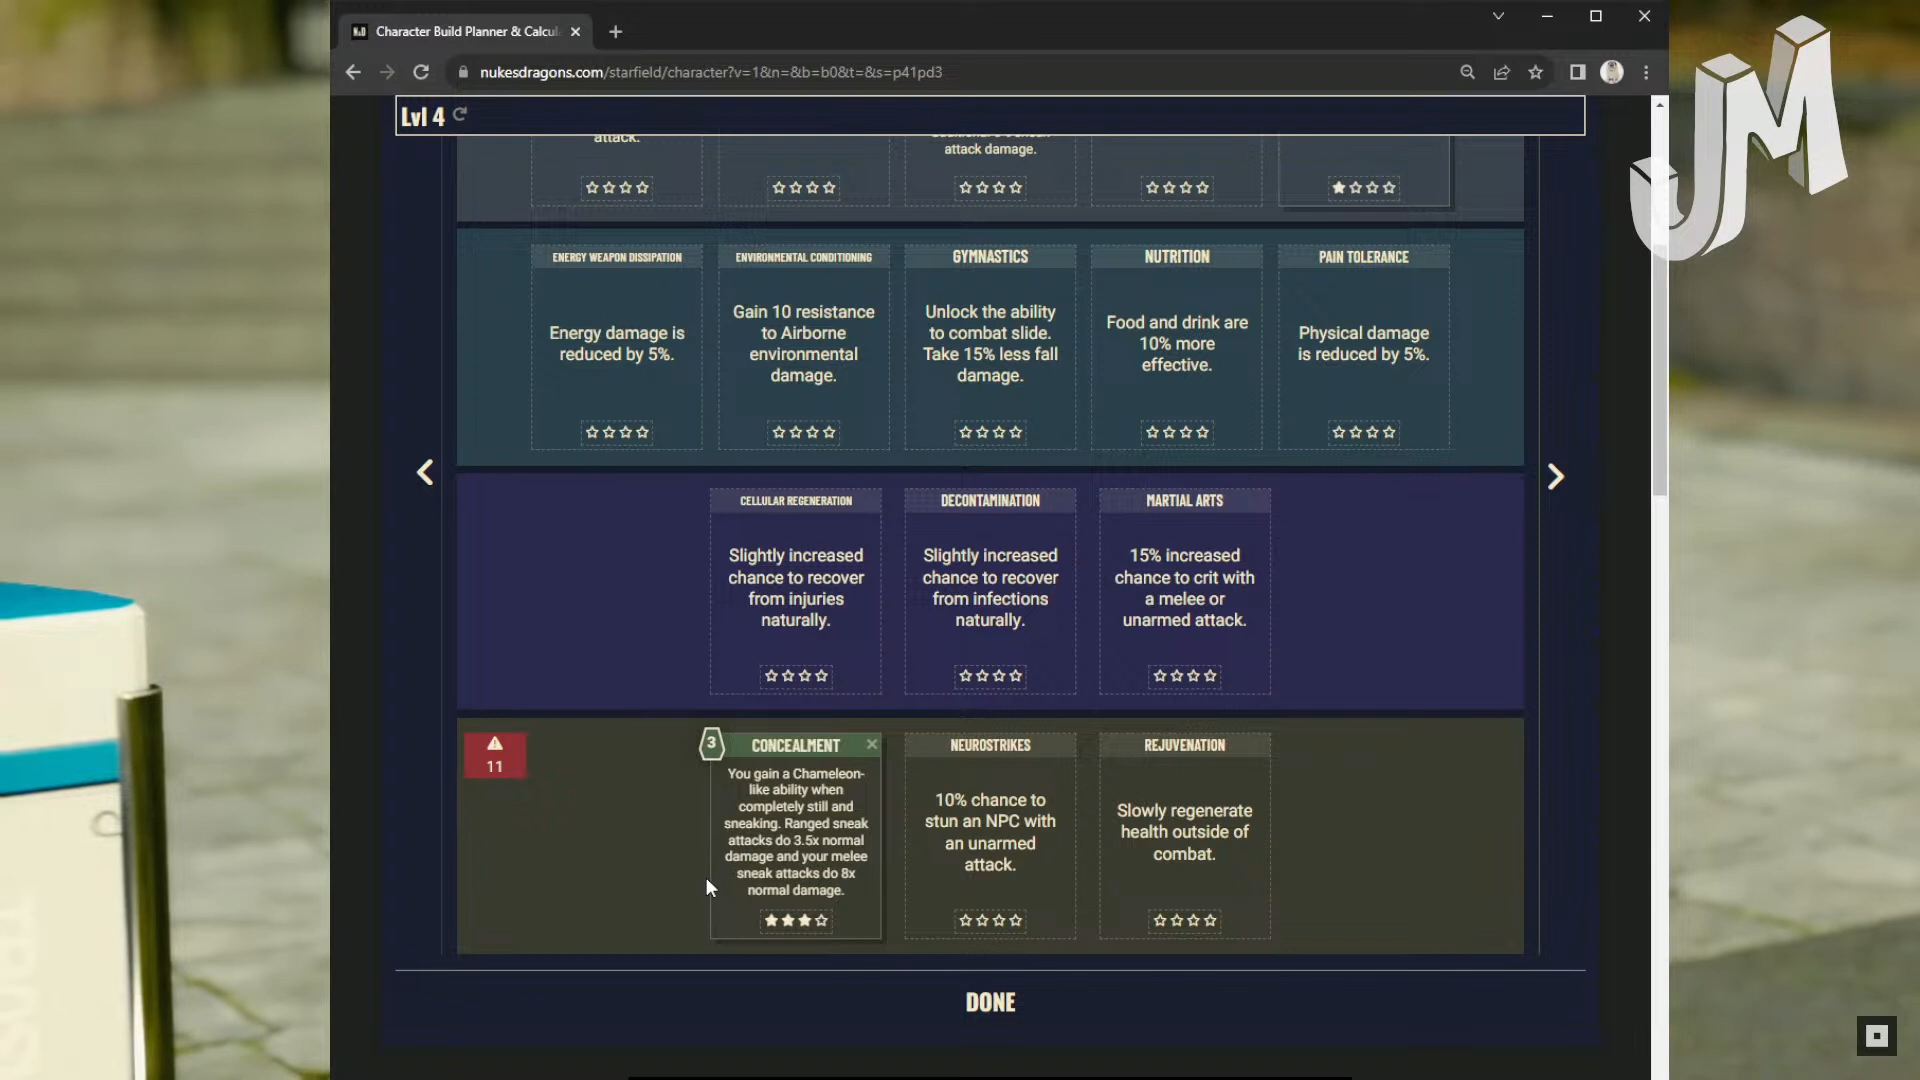 Character Build Planner & Calcul
nukesdragons.com/starfield/character?v=1&n=&b=b0&t=&s=p41pd3
JM
Lvl 4
attack.
attack damage.
ENERGY WEAPON DISSIPATION
Energy damage is
reduced by 5%.
ENVIRONMENTAL CONDITIONING
Gain 10 resistance
to Airborne
environmental
damage.
GYMNASTICS
Unlock the ability
to combat slide.
Take 15% less fall
damage.
NUTRITION
Food and drink are
10% more
effective.
PAIN TOLERANCE
Physical damage
is reduced by 5%.
CELLULAR REGENERATION
Slightly increased
chance to recover
from injuries
naturally.
DECONTAMINATION
Slightly increased
chance to recover
from infections
naturally.
MARTIAL ARTS
15% increased
chance to crit with
a melee or
unarmed attack.
11
3
CONCEALMENT
You gain a Chameleon-
like ability when
completely still and
sneaking. Ranged sneak
attacks do 3.5x normal
damage and your melee
sneak attacks do 8x
normal damage.
NEUROSTRIKES
10% chance to
stun an NPC with
an unarmed
attack.
REJUVENATION
Slowly regenerate
health outside of
combat.
DONE